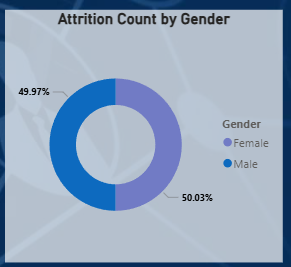 Attrition Count by Gender
49.97%
Gender
Female
Male
50.03%